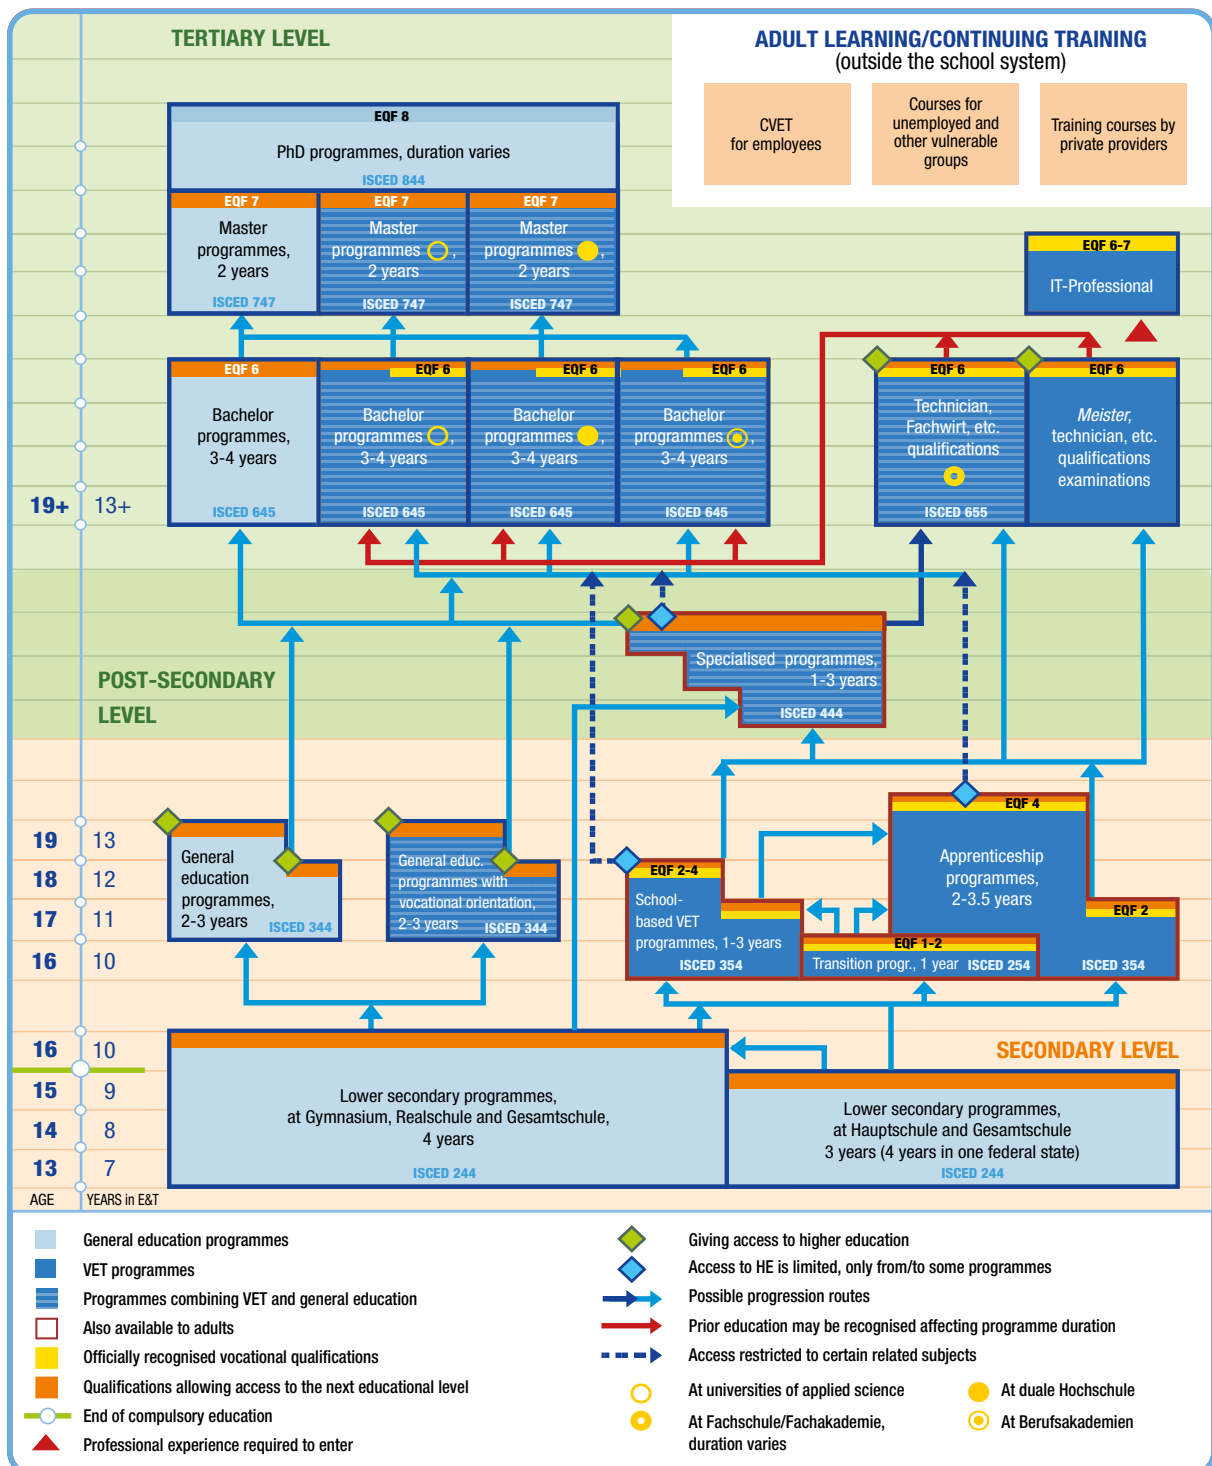 TERTIARY LEVEL
ADULT LEARNING/CONTINUING TRAINING
(outside the school system)
CVET
for employees
Courses for
unemployed and
other vulnerable
groups
Training courses by
private providers
EQF 8
PhD programmes, duration varies
ISCED 844
EQF 7
Master
programmes,
2 years
ISCED 747
EQF 7
Master
programmes ,
2 years
ISCED 747
EQF 7
Master
programmes ,
2 years
ISCED 747
EQF 6-7
IT-Professional
EQF 6
Bachelor
programmes,
3-4 years
ISCED 645
EQF 6
Bachelor
programmes ,
3-4 years
ISCED 645
EQF 6
Bachelor
programmes ,
3-4 years
ISCED 645
EQF 6
Bachelor
programmes ,
3-4 years
ISCED 645
EQF 6
Technician,
Fachwirt, etc.
qualifications
ISCED 655
EQF 6
Meister,
technician, etc.
qualifications
examinations
19+ 13+
POST-SECONDARY
LEVEL
Specialised programmes,
1-3 years
ISCED 444
19 13
18 12
17 11
16 10
General
education
programmes,
2-3 years
ISCED 344
General educ.
programmes with
vocational orientation,
2-3 years
ISCED 344
EQF 2-4
School-
based VET
programmes, 1-3 years
ISCED 354
EQF 1-2
Transition progr., 1 year ISCED 254
EQF 4
Apprenticeship
programmes,
2-3.5 years
EQF 2
ISCED 354
SECONDARY LEVEL
16 10
15 9
14 8
13 7
AGE YEARS in E&T
Lower secondary programmes,
at Gymnasium, Realschule and Gesamtschule,
4 years
ISCED 244
Lower secondary programmes,
at Hauptschule and Gesamtschule
3 years (4 years in one federal state)
ISCED 244
General education programmes
VET programmes
Programmes combining VET and general education
Also available to adults
Officially recognised vocational qualifications
Qualifications allowing access to the next educational level
End of compulsory education
Professional experience required to enter
Giving access to higher education
Access to HE is limited, only from/to some programmes
Possible progression routes
Prior education may be recognised affecting programme duration
Access restricted to certain related subjects
At universities of applied science
At duale Hochschule
At Fachschule/Fachakademie,
duration varies
At Berufsakademien